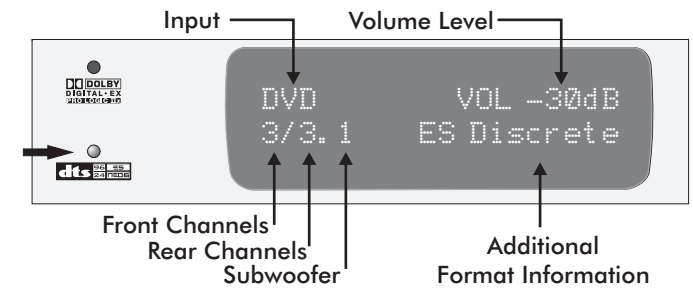 Input
Volume Level
DOLBY
DIGITAL·EX
PRO LOGIC IIx
DVD
VOL -30dB
3/3. 1
ES Discrete
dts
96
24
ES
NEO:6
Front Channels
Rear Channels
Subwoofer
Additional
Format Information